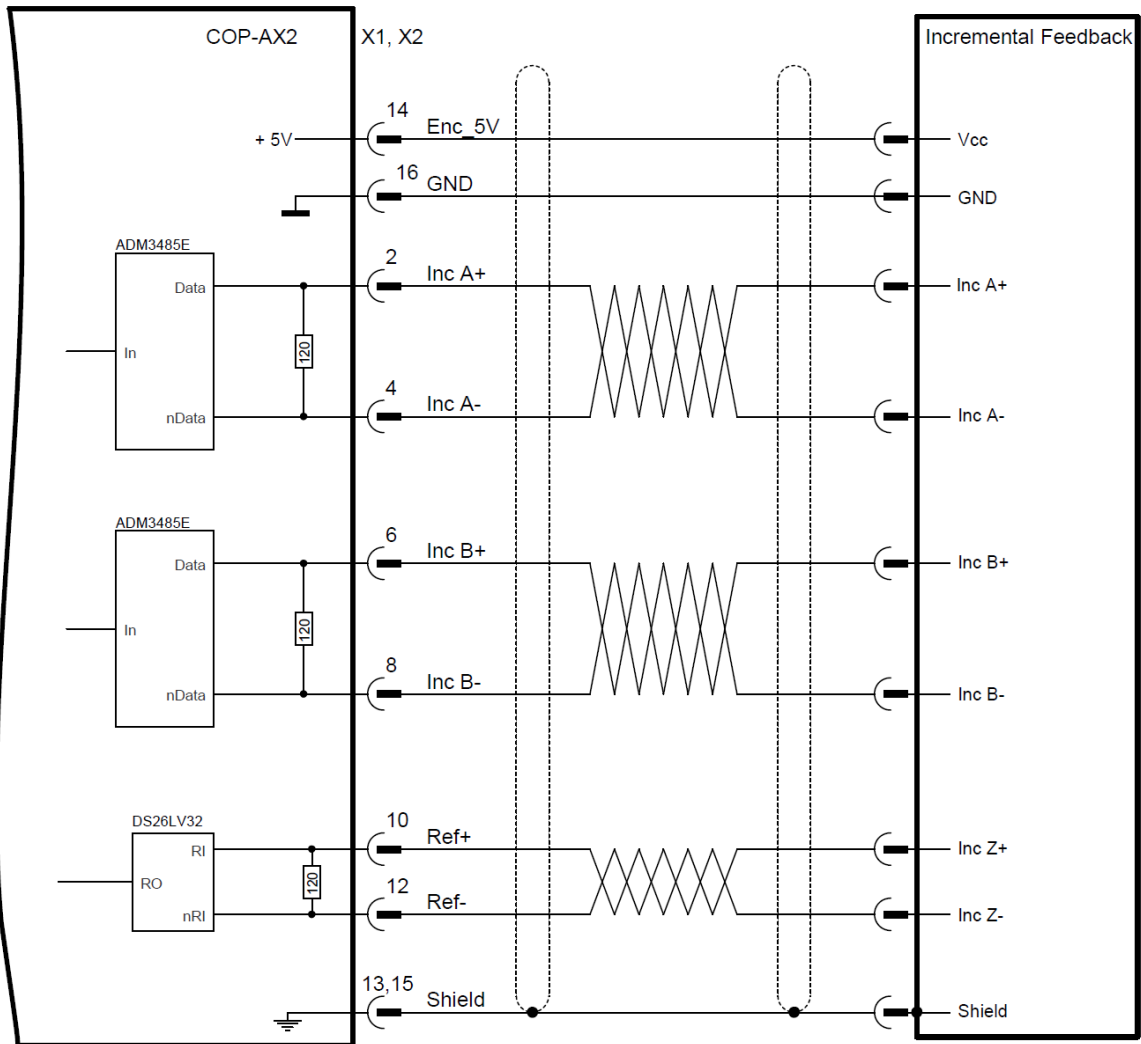 COP-AX2
X1, X2
Incremental Feedback
14
Enc_5V
+ 5V
Vcc
16
GND
GND
ADM3485E
2
Inc A+
Data
Inc A+
In
120
4
Inc A-
nData
Inc A-
ADM3485E
6
Inc B+
Data
Inc B+
In
120
8
Inc B-
nData
Inc B-
DS26LV32
10
Ref+
RI
Inc Z+
RO
120
12
Ref-
nRI
Inc Z-
13,15
Shield
Shield